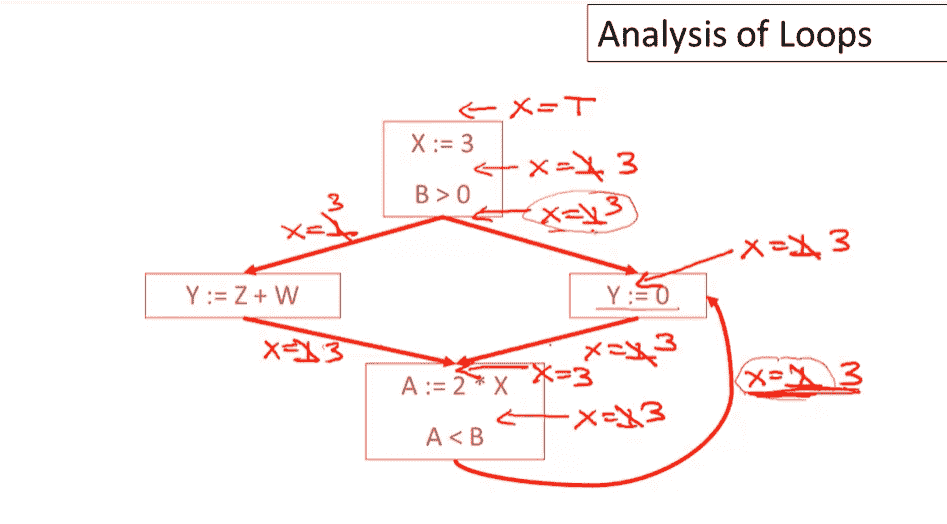 Analysis of Loops
X = T
X := 3
X = 3
B > 0
X = 3
X = 3
X = 3
Y := Z + W
Y := 0
X = 3
X = 3
X = 3
A := 2 * X
X = 3
X = 3
A < B